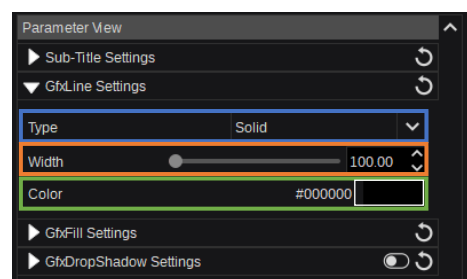 Parameter View
Sub-Title Settings
GfxLine Settings
Type Solid
Width 100.00
Color #000000
GfxFill Settings
GfxDropShadow Settings